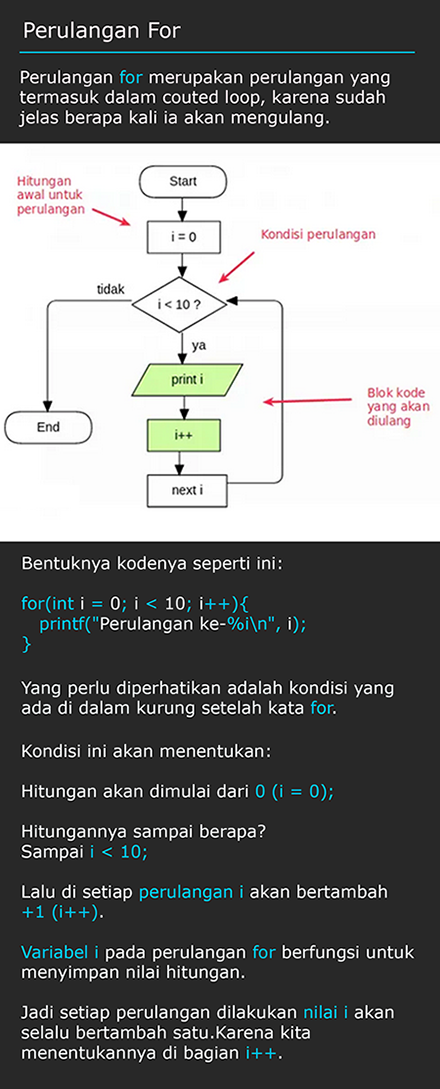 Perulangan For
Perulangan for merupakan perulangan yang
termasuk dalam couted loop, karena sudah
jelas berapa kali ia akan mengulang.
Start
Hitungan
awal untuk
perulangan
i = 0
Kondisi perulangan
tidak
i < 10 ?
ya
print i
Blok kode
yang akan
diulang
End
i++
next i
Bentuknya kodenya seperti ini:
for(int i = 0; i < 10; i++){
printf("Perulangan ke-%i\n", i);
}
Yang perlu diperhatikan adalah kondisi yang
ada di dalam kurung setelah kata for.
Kondisi ini akan menentukan:
Hitungan akan dimulai dari 0 (i = 0);
Hitungannya sampai berapa?
Sampai i < 10;
Lalu di setiap perulangan i akan bertambah
+1 (i++).
Variabel i pada perulangan for berfungsi untuk
menyimpan nilai hitungan.
Jadi setiap perulangan dilakukan nilai i akan
selalu bertambah satu.Karena kita
menentukannya di bagian i++.